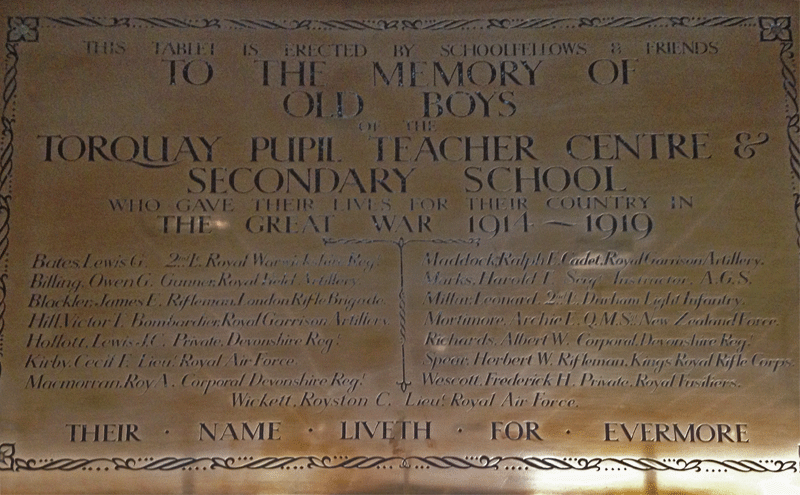 THIS TABLET IS ERECTED BY SCHOOLFELLOWS & FRIENDS
TO THE MEMORY OF
OLD BOYS
OF THE
TORQUAY PUPIL TEACHER CENTRE &
SECONDARY SCHOOL
WHO GAVE THEIR LIVES FOR THEIR COUNTRY IN
THE GREAT WAR 1914 — 1919
Bates, Lewis G. 2nd Lt. Royal Warwickshire Regt.
Billing, Owen G. Gunner, Royal Field Artillery.
Blackler, James E. Rifleman, London Rifle Brigade.
Hill, Victor I. Bombardier, Royal Garrison Artillery.
Hollott, Lewis J.C. Private, Devonshire Regt.
Kirby, Cecil F. Lieut. Royal Air Force.
Macmorran, Roy A. Corporal, Devonshire Regt.
Maddock, Ralph E. Cadet, Royal Garrison Artillery.
Marks, Harold F. Sergt. Instructor, A.G.S.
Millar, Leonard. 2nd Lt. Durham Light Infantry.
Mortimore, Archie E. Q.M.S. New Zealand Force.
Richards, Albert W. Corporal, Devonshire Regt.
Spear, Herbert W. Rifleman, Kings Royal Rifle Corps.
Wescott, Frederick H. Private, Royal Fusiliers.
Wickett, Royston C. Lieut. Royal Air Force.
THEIR · NAME · LIVETH · FOR · EVERMORE